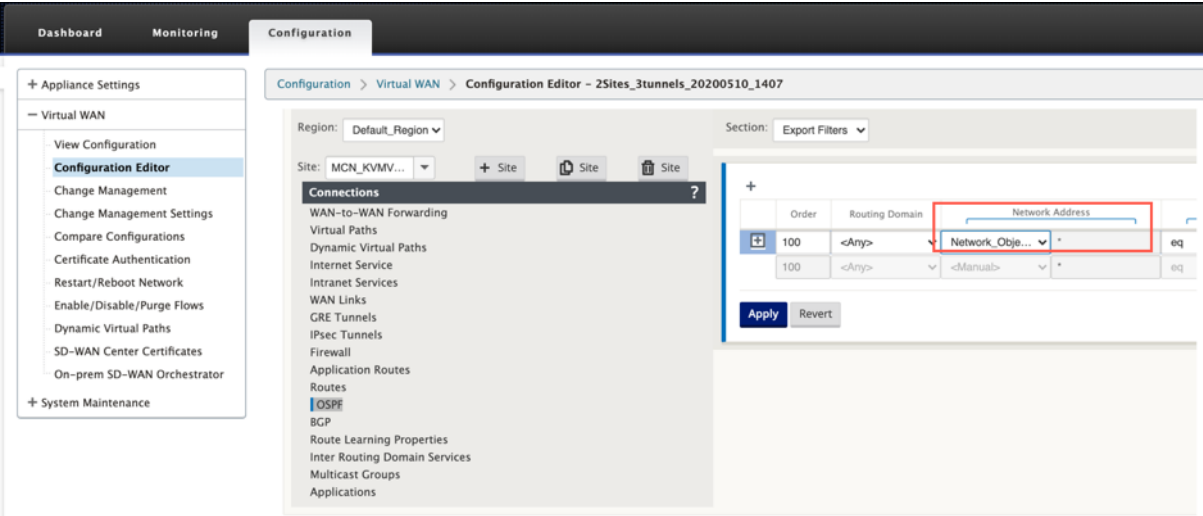 Dashboard Monitoring Configuration
+ Appliance Settings
− Virtual WAN
View Configuration
Configuration Editor
Change Management
Change Management Settings
Compare Configurations
Certificate Authentication
Restart/Reboot Network
Enable/Disable/Purge Flows
Dynamic Virtual Paths
SD-WAN Center Certificates
On-prem SD-WAN Orchestrator
+ System Maintenance
Configuration > Virtual WAN > Configuration Editor - 2Sites_3tunnels_20200510_1407
Region: Default_Region
Site: MCN_KVMV... + Site Site Site
Connections ?
WAN-to-WAN Forwarding
Virtual Paths
Dynamic Virtual Paths
Internet Service
Intranet Services
WAN Links
GRE Tunnels
IPsec Tunnels
Firewall
Application Routes
Routes
OSPF
BGP
Route Learning Properties
Inter Routing Domain Services
Multicast Groups
Applications
Section: Export Filters
+
Order Routing Domain Network Address
+ 100 <Any> Network_Obje... * eq
100 <Any> <Manual> * eq
Apply Revert